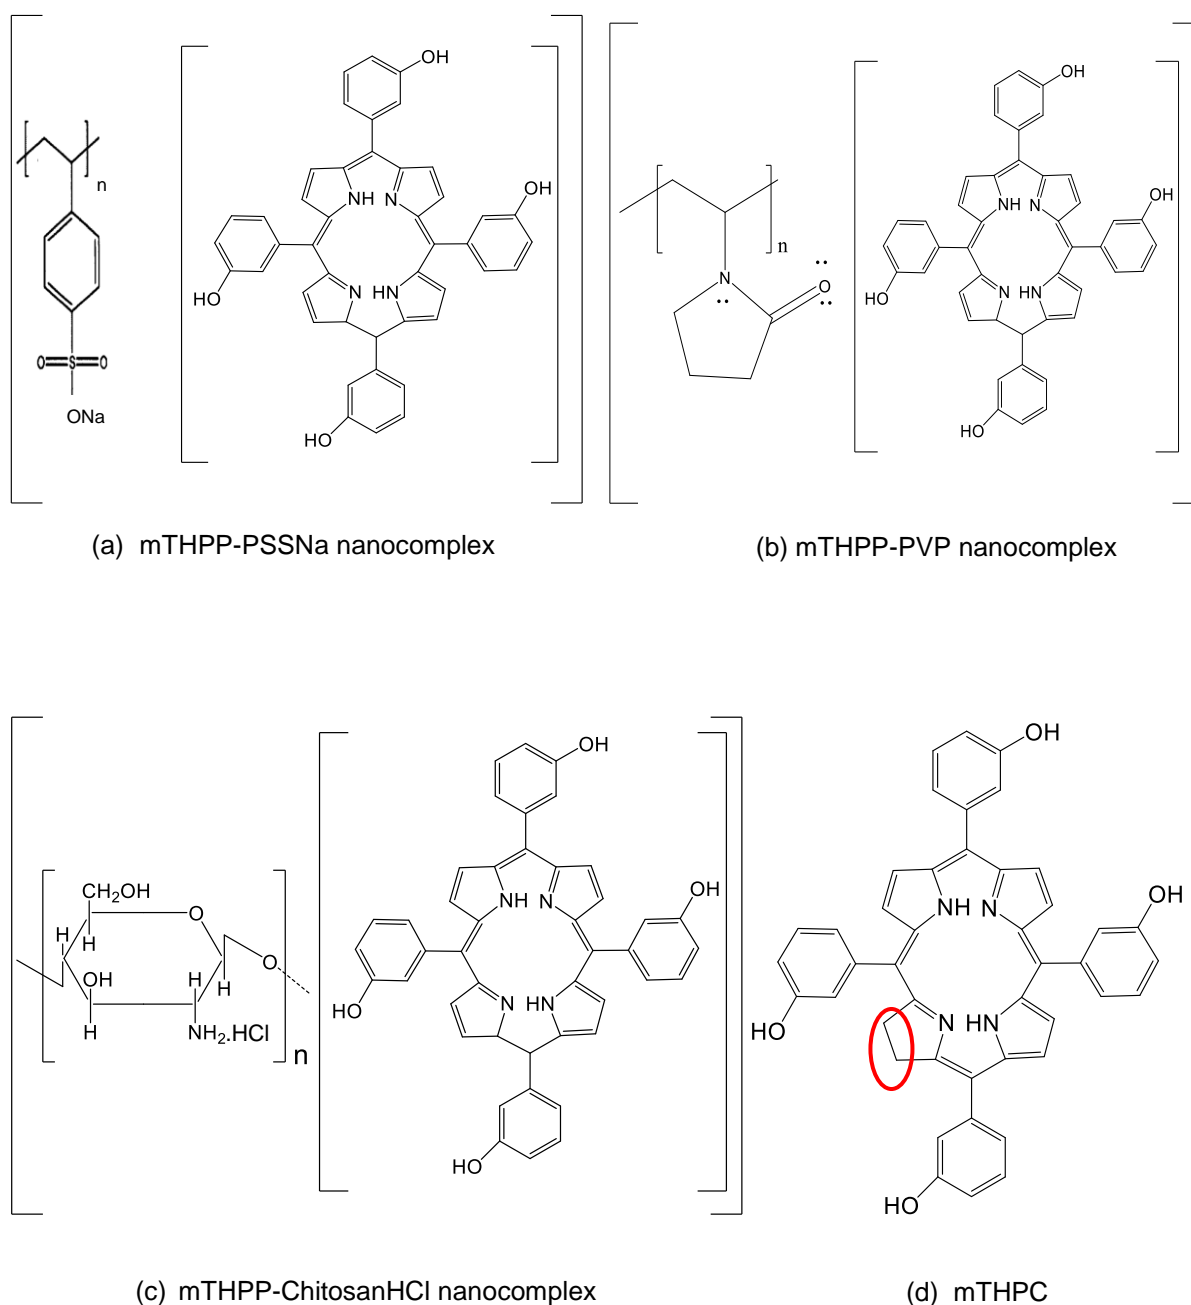 OH
OH
NH
N
N
HN
HO
HO
n
O
S
O
ONa
(a) mTHPP-PSSNa nanocomplex
OH
OH
NH
N
N
HN
HO
HO
n
N
O
(b) mTHPP-PVP nanocomplex
OH
OH
NH
N
N
HN
HO
HO
CH2OH
O
H
H
OH
H
H
H
NH2.HCl
O
n
(c) mTHPP-ChitosanHCl nanocomplex
OH
OH
NH
N
N
HN
HO
HO
(d) mTHPC